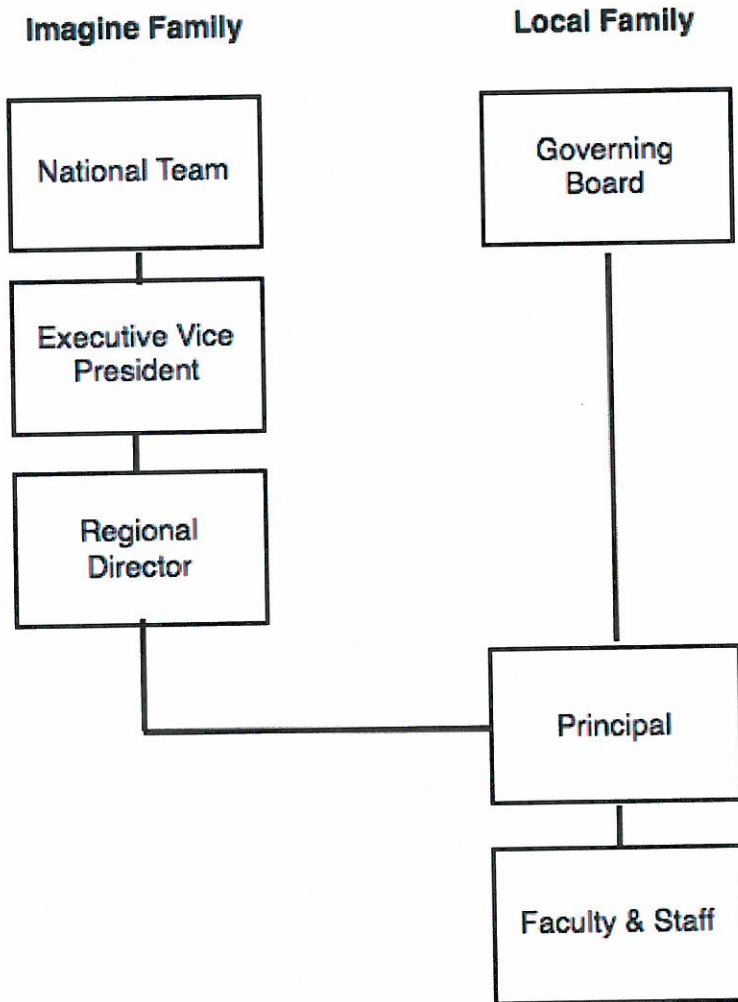 Imagine Family
Local Family
National Team
Governing
Board
Executive Vice
President
Regional
Director
Principal
Faculty & Staff